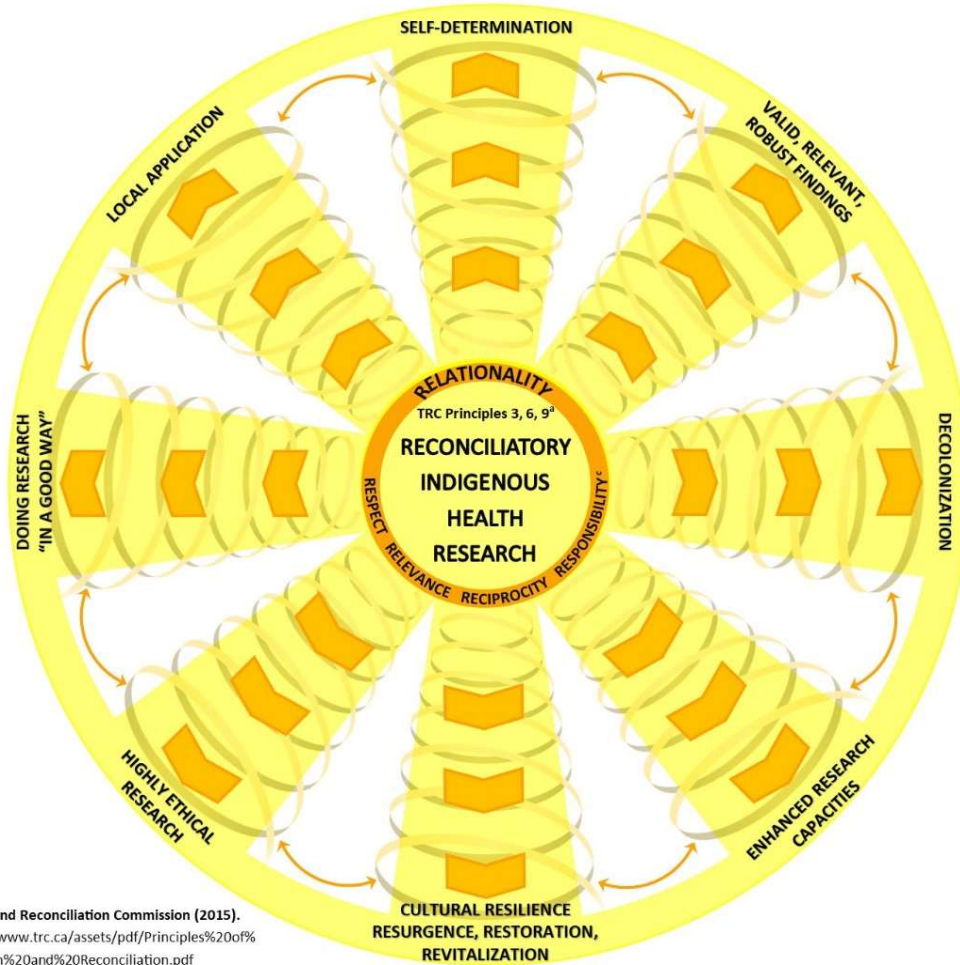 SELF-DETERMINATION
VALID, RELEVANT,
ROBUST FINDINGS
LOCAL APPLICATION
RELATIONALITY
TRC Principles 3, 6, 9ª
RECONCILIATORY
INDIGENOUS
HEALTH
RESEARCH
RESPECT RELEVANCE RECIPROCITY RESPONSIBILITYᶜ
DOING RESEARCH
“IN A GOOD WAY”
DECOLONIZATION
HIGHLY ETHICAL
RESEARCH
ENHANCED RESEARCH
CAPACITIES
CULTURAL RESILIENCE
RESURGENCE, RESTORATION,
REVITALIZATION
nd Reconciliation Commission (2015).
www.trc.ca/assets/pdf/Principles%20of%
n%20and%20Reconciliation.pdf